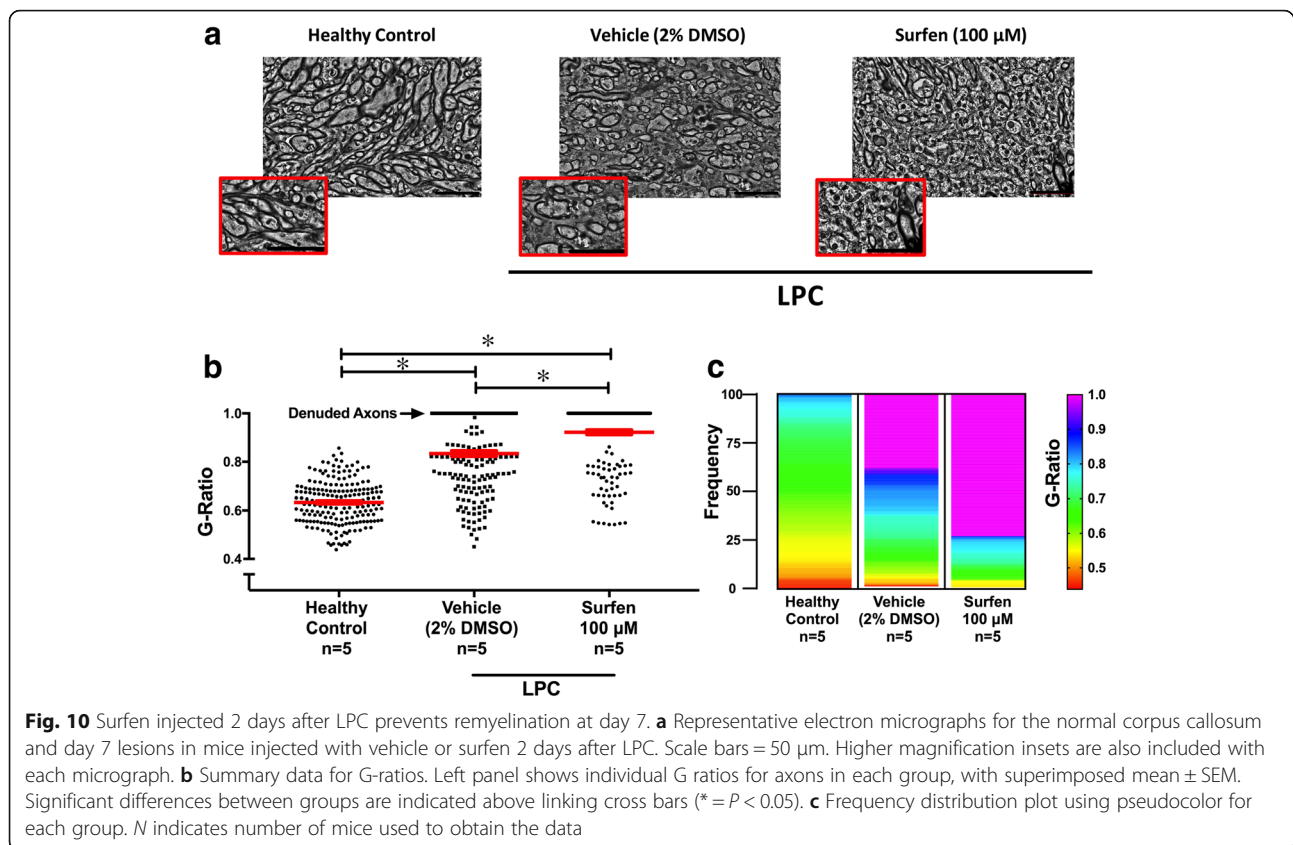 a
Healthy Control
Vehicle (2% DMSO)
Surfen (100 µM)
LPC
b
*
*
*
Denuded Axons
1.0
0.8
0.6
0.4
G-Ratio
Healthy
Control
n=5
Vehicle
(2% DMSO)
n=5
Surfen
100 µM
n=5
LPC
c
100
75
50
25
0
Frequency
Healthy
Control
n=5
Vehicle
(2% DMSO)
n=5
Surfen
100 µM
n=5
1.0
0.9
0.8
0.7
0.6
0.5
G-Ratio
Fig. 10 Surfen injected 2 days after LPC prevents remyelination at day 7. a Representative electron micrographs for the normal corpus callosum
and day 7 lesions in mice injected with vehicle or surfen 2 days after LPC. Scale bars = 50 µm. Higher magnification insets are also included with
each micrograph. b Summary data for G-ratios. Left panel shows individual G ratios for axons in each group, with superimposed mean ± SEM.
Significant differences between groups are indicated above linking cross bars (* = P < 0.05). c Frequency distribution plot using pseudocolor for
each group. N indicates number of mice used to obtain the data